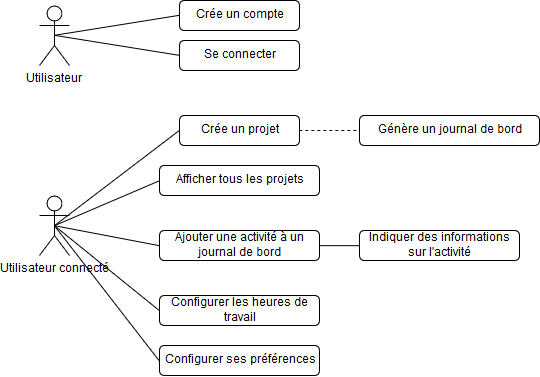 Crée un compte
Se connecter
Utilisateur
Crée un projet
Génère un journal de bord
Afficher tous les projets
Ajouter une activité à un
journal de bord
Indiquer des informations
sur l'activité
Utilisateur connecté
Configurer les heures de
travail
Configurer ses préférences